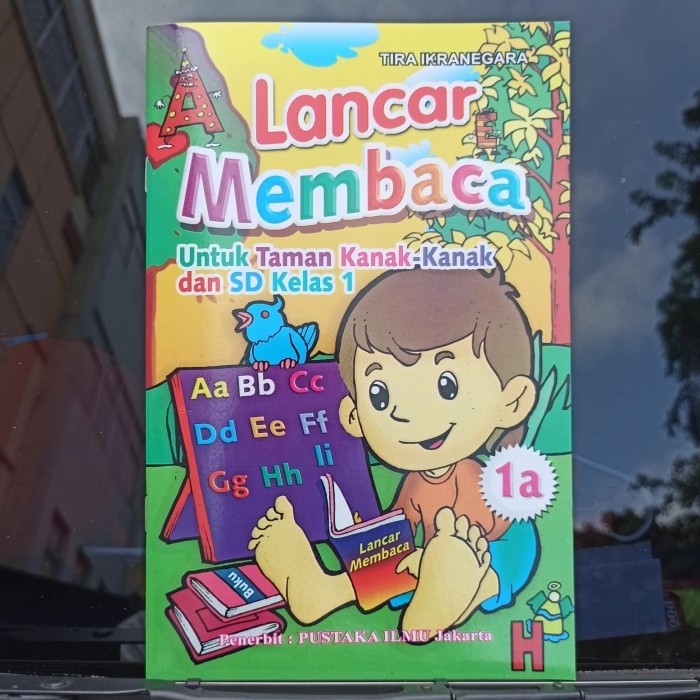 TIRA IKRANEGARA
A
Lancar
E
Membaca
Untuk Taman Kanak-Kanak
dan SD Kelas 1
Aa Bb Cc
Dd Ee Ff
Gg Hh Ii
1a
Lancar
Membaca
Buku
Penerbit : PUSTAKA ILMU Jakarta
H